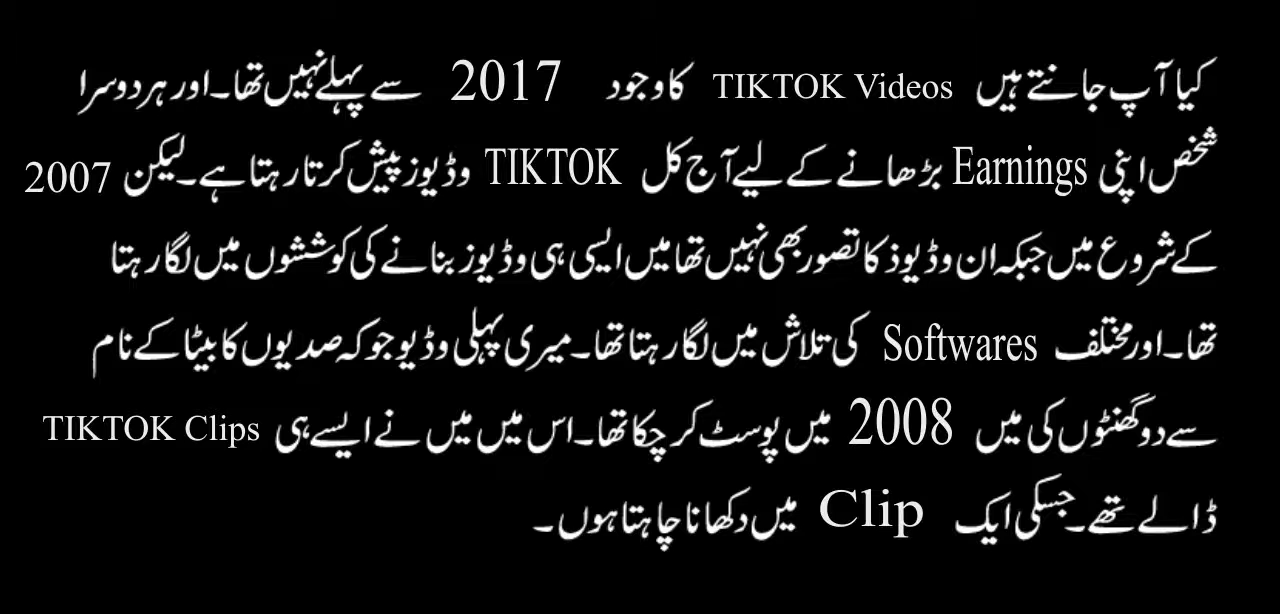 کیا آپ جانتے ہیں TIKTOK Videos کا وجود 2017 سے پہلے نہیں تھا۔ اور ہر دوسرا
شخص اپنی Earnings بڑھانے کے لیے آج کل TIKTOK وڈیوز پیش کرتا رہتا ہے۔ لیکن 2007
کے شروع میں جبکہ ان وڈیوذ کا تصور بھی نہیں تھا میں ایسی ہی وڈیوز بنانے کی کوششوں میں لگا رہتا
تھا۔ اور مختلف Softwares کی تلاش میں لگا رہتا تھا۔ میری پہلی وڈیو جو کہ صدیوں کا بیٹا کے نام
سے دو گھنٹوں کی میں 2008 میں پوسٹ کر چکا تھا۔ اس میں میں نے ایسے ہی TIKTOK Clips
ڈالے تھے۔ جسکی ایک Clip میں دکھانا چاہتا ہوں۔